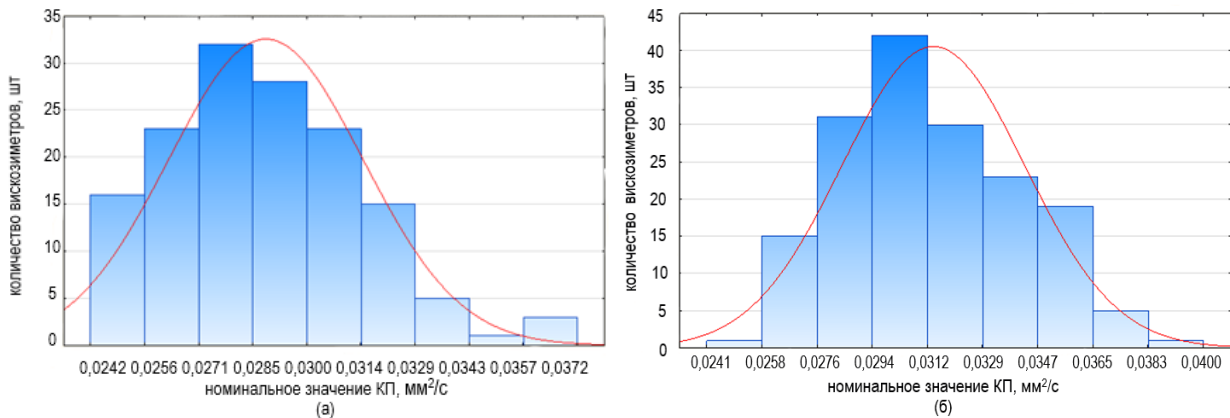 количество вискозиметров, шт
35
30
25
20
15
10
5
0
0,0242 0,0256 0,0271 0,0285 0,0300 0,0314 0,0329 0,0343 0,0357 0,0372
номинальное значение КП, мм²/с
(а)
количество вискозиметров, шт
45
40
35
30
25
20
15
10
5
0
0,0241 0,0258 0,0276 0,0294 0,0312 0,0329 0,0347 0,0365 0,0383 0,0400
номинальное значение КП, мм²/с
(б)